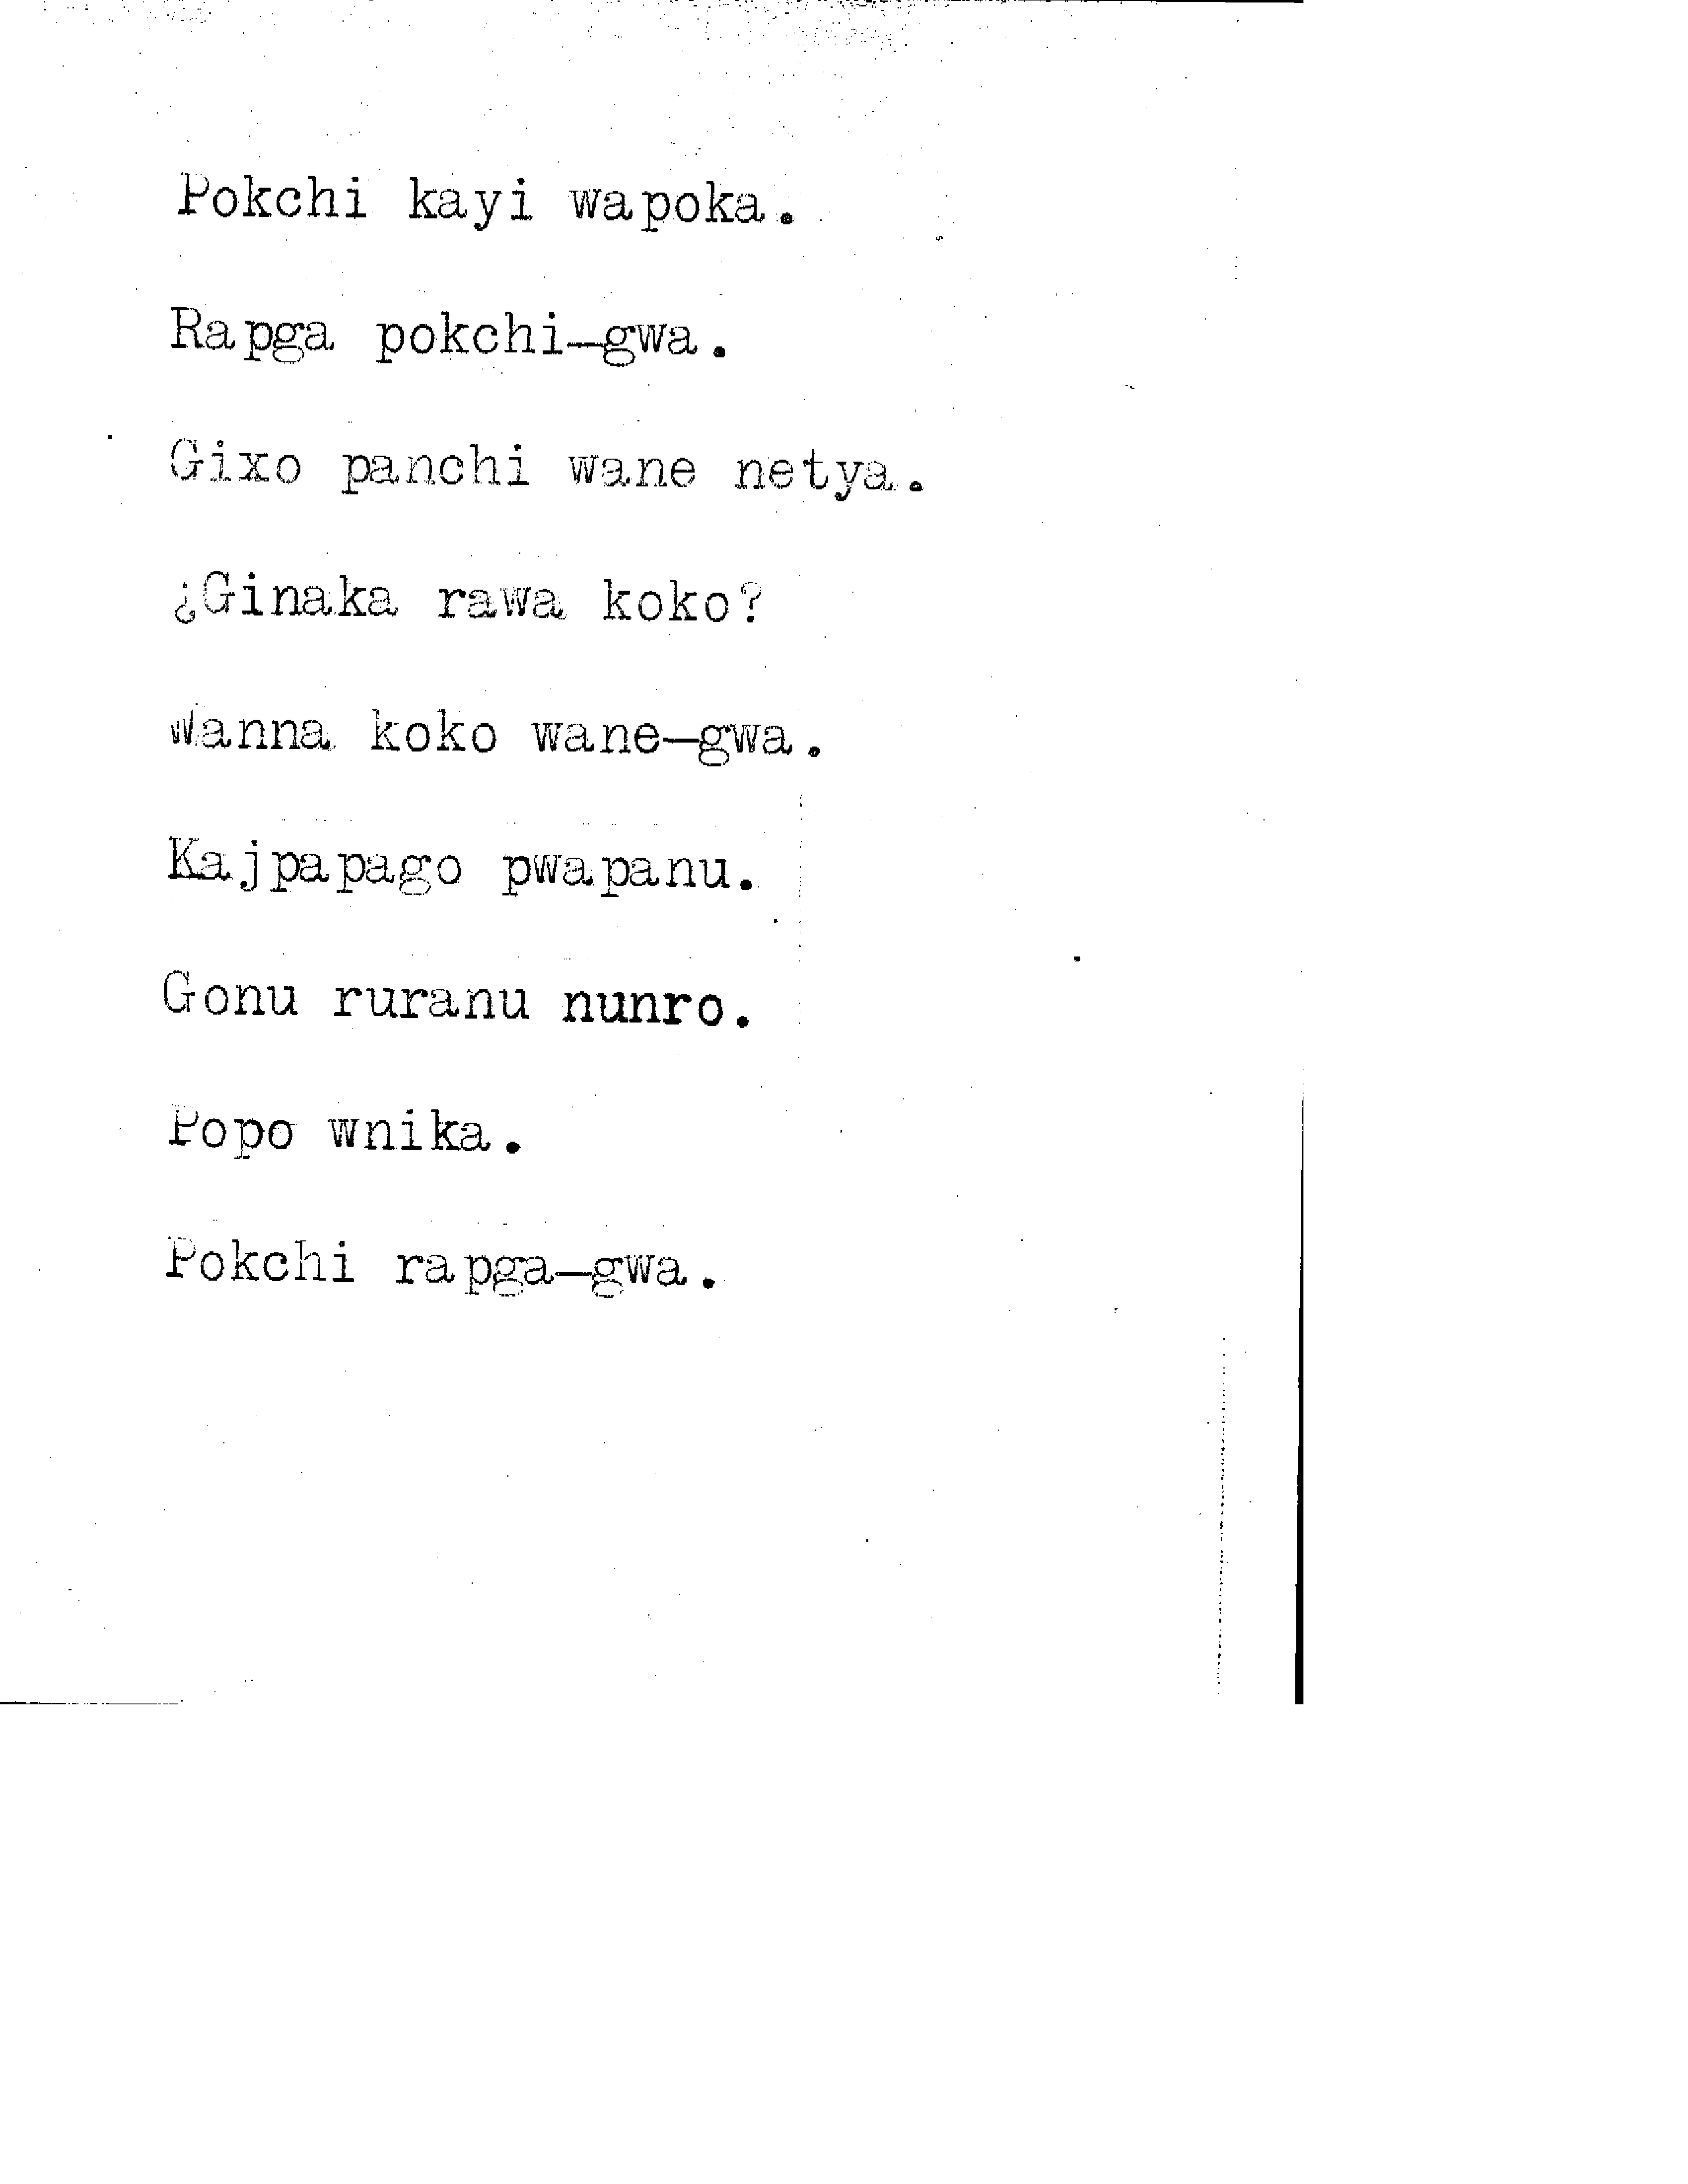 Pokchi kayi wapoka.
Rapga pokchi-gwa.
Gixo panchi wane netya.
¿Ginaka rawa koko?
Wanna koko wane-gwa.
Kajpapago pwapanu.
Gonu ruranu nunro.
Popo wnika.
Pokchi rapga-gwa.